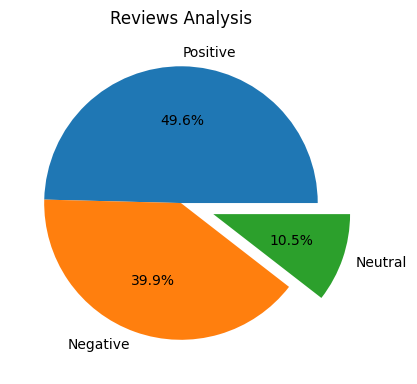 Reviews Analysis
Positive
49.6%
10.5%
Neutral
39.9%
Negative